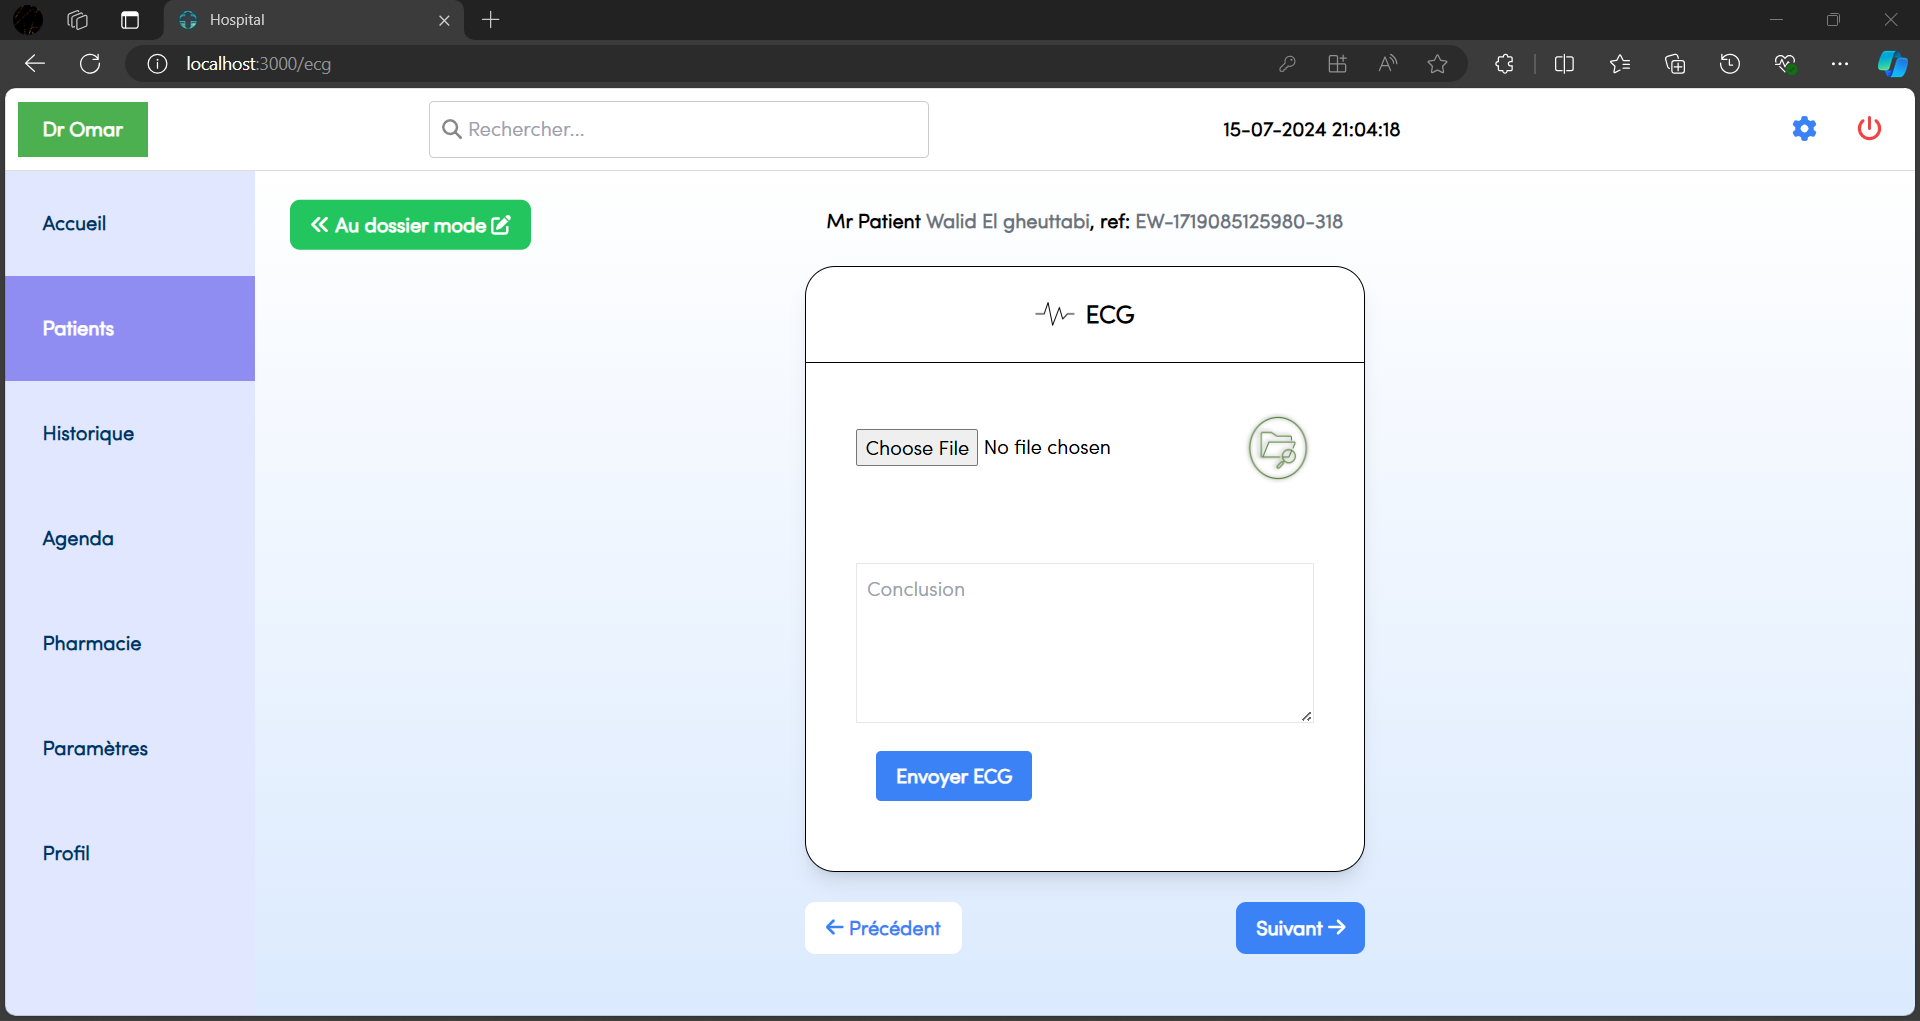 Hospital
localhost:3000/ecg
Dr Omar
Rechercher...
15-07-2024 21:04:18
Accueil
Patients
Historique
Agenda
Pharmacie
Paramètres
Profil
Au dossier mode
Mr Patient Walid El gheuttabi, ref: EW-1719085125980-318
ECG
Choose File No file chosen
Conclusion
Envoyer ECG
Précédent
Suivant